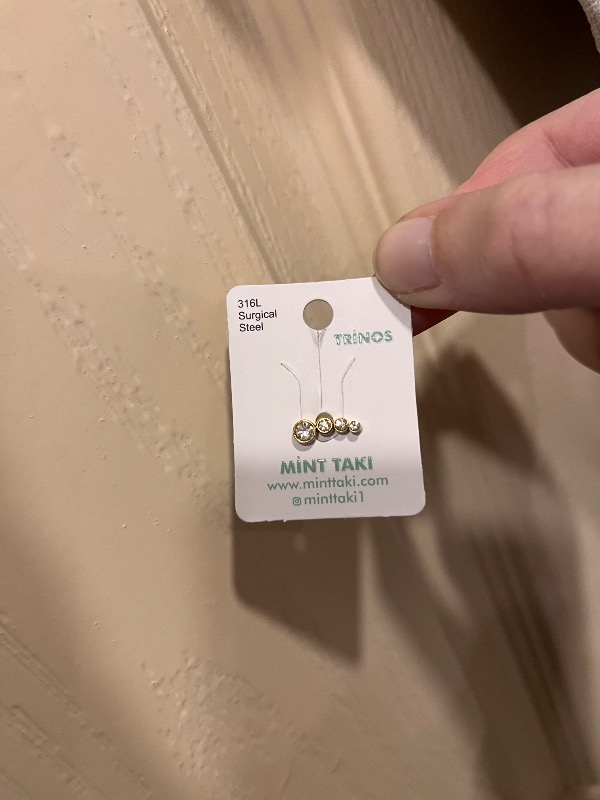 316L
Surgical
Steel
TRİNOS
MİNT TAKI
www.minttaki.com
minttaki1